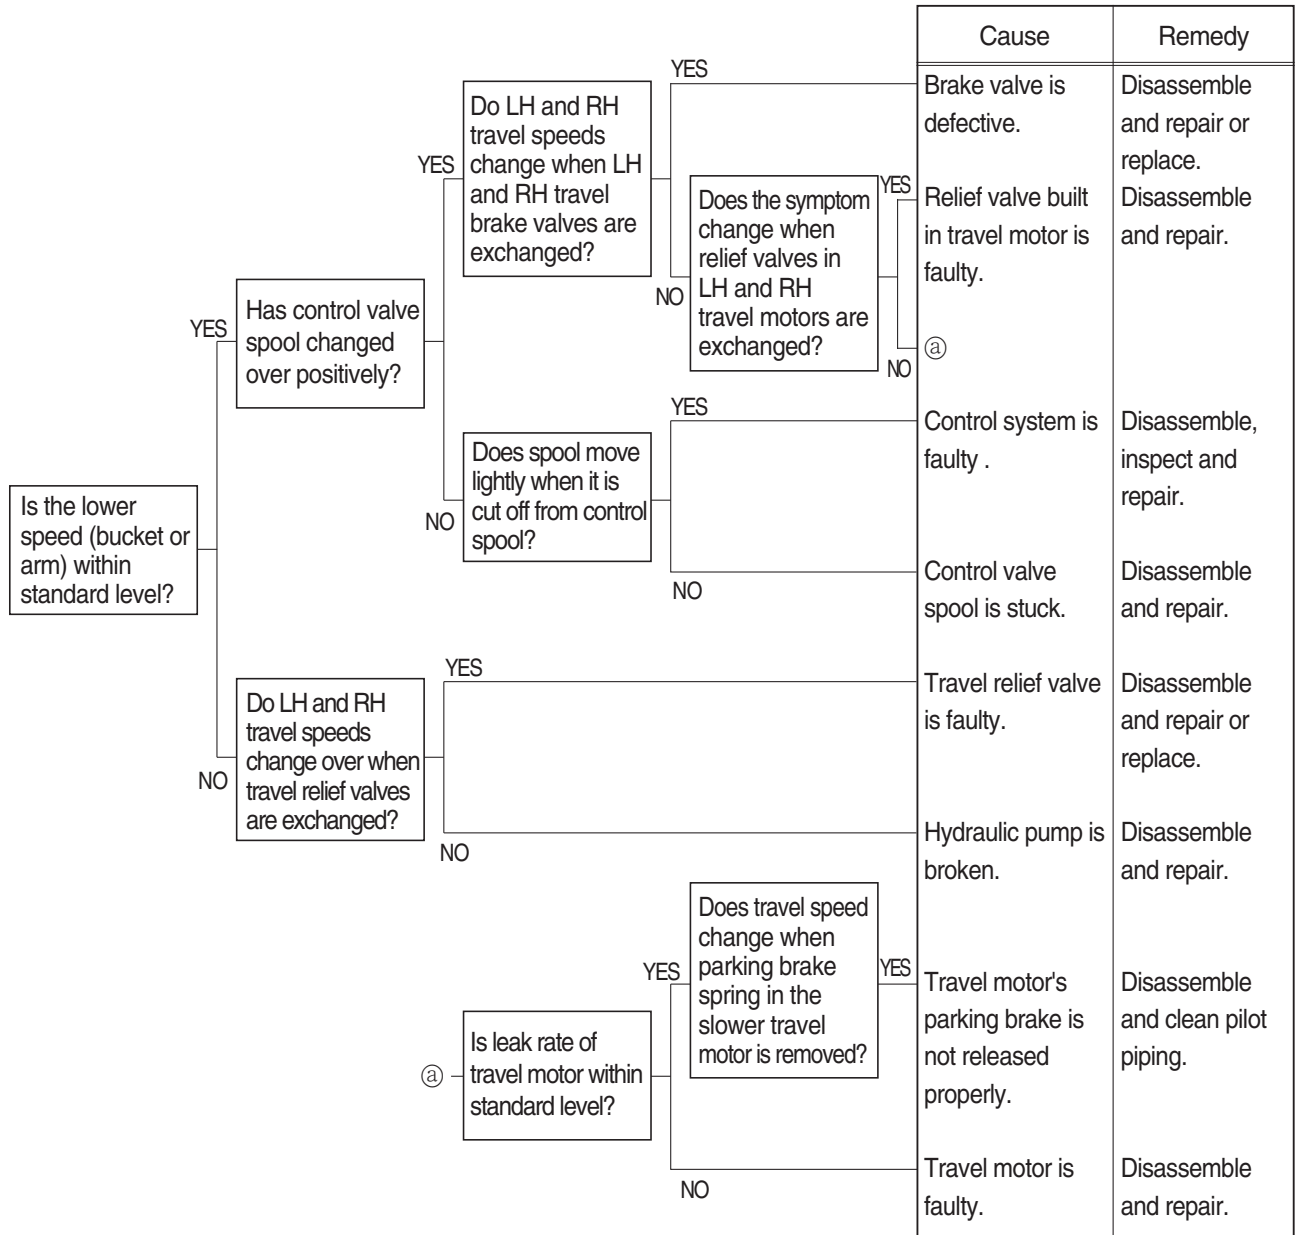 Cause
Remedy
YES
Brake valve is
defective.
Disassemble
and repair or
replace.
Do LH and RH
travel speeds
change when LH
and RH travel
brake valves are
exchanged?
YES
NO
Does the symptom
change when
relief valves in
LH and RH
travel motors are
exchanged?
YES
Relief valve built
in travel motor is
faulty.
Disassemble
and repair.
NO
ⓐ
YES
Has control valve
spool changed
over positively?
YES
Control system is
faulty .
Disassemble,
inspect and
repair.
NO
Does spool move
lightly when it is
cut off from control
spool?
NO
Control valve
spool is stuck.
Disassemble
and repair.
Is the lower
speed (bucket or
arm) within
standard level?
YES
Travel relief valve
is faulty.
Disassemble
and repair or
replace.
NO
Do LH and RH
travel speeds
change over when
travel relief valves
are exchanged?
NO
Hydraulic pump is
broken.
Disassemble
and repair.
Does travel speed
change when
parking brake
spring in the
slower travel
motor is removed?
YES
YES
Travel motor's
parking brake is
not released
properly.
Disassemble
and clean pilot
piping.
ⓐ
Is leak rate of
travel motor within
standard level?
NO
Travel motor is
faulty.
Disassemble
and repair.